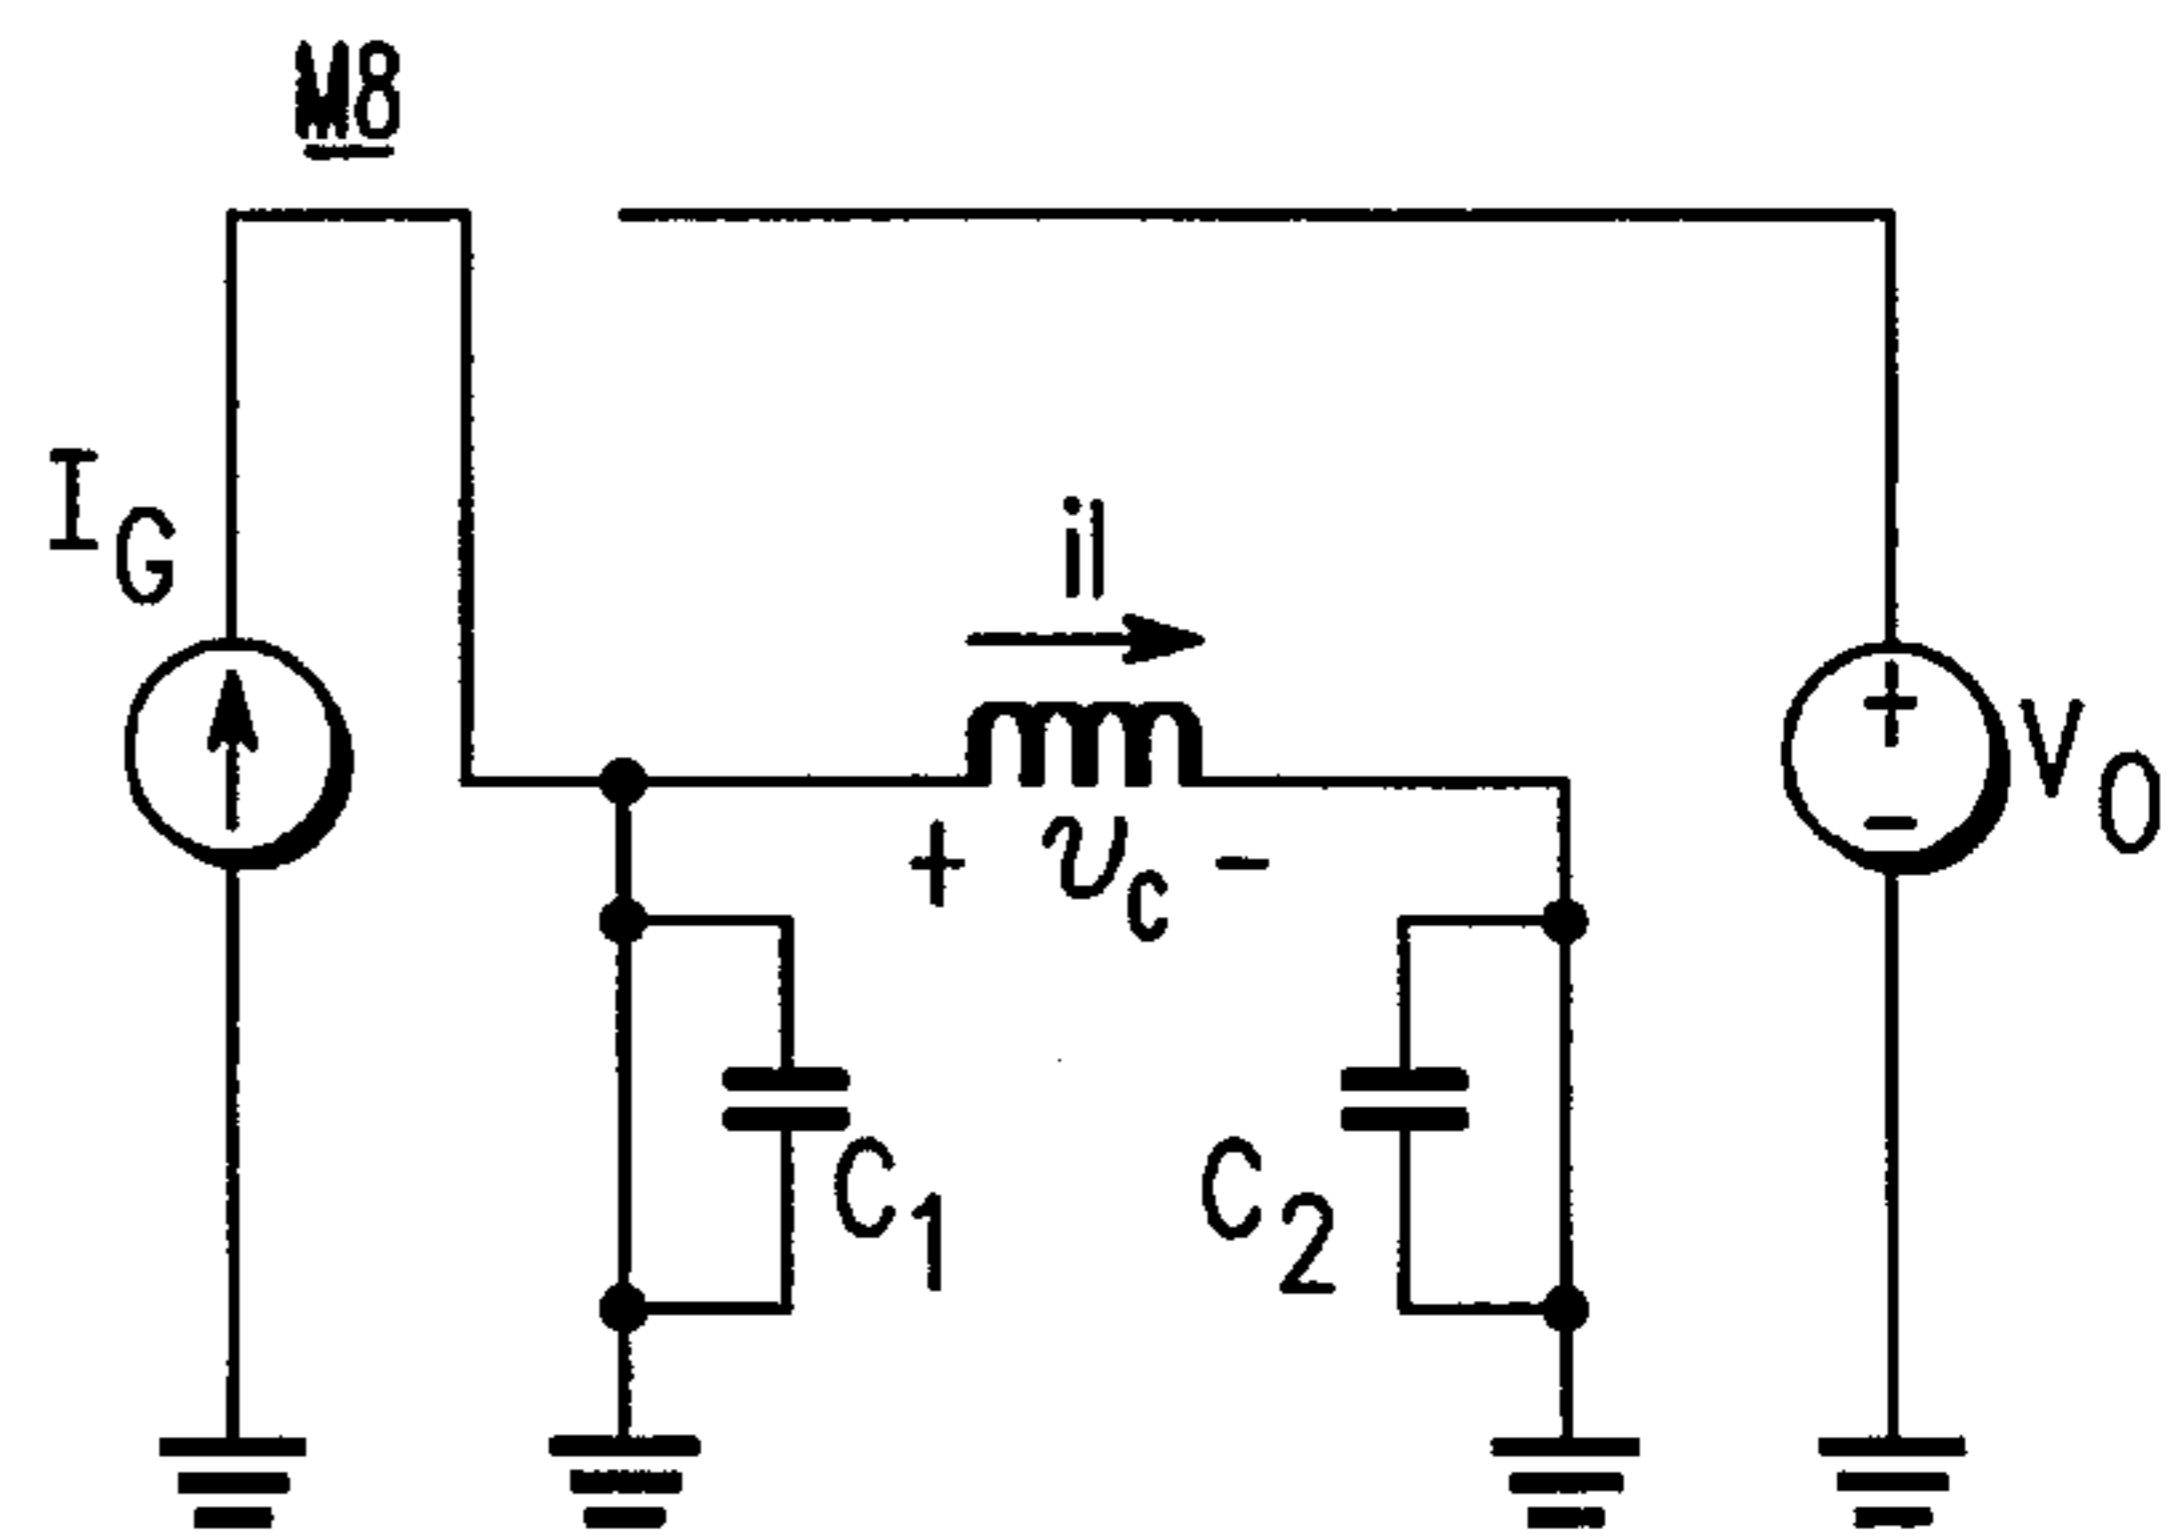 M8
I_G
il
+ v_c -
+
-
V_O
C_1
C_2